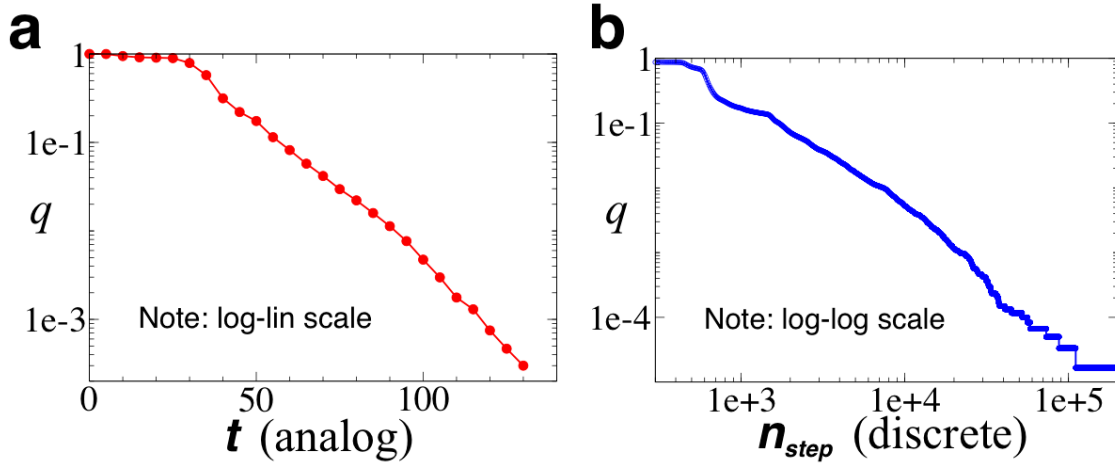 a
1
1e-1
q
1e-3
Note: log-lin scale
0
50
100
t (analog)
b
1
1e-1
q
1e-4
Note: log-log scale
1e+3
1e+4
1e+5
n_step (discrete)